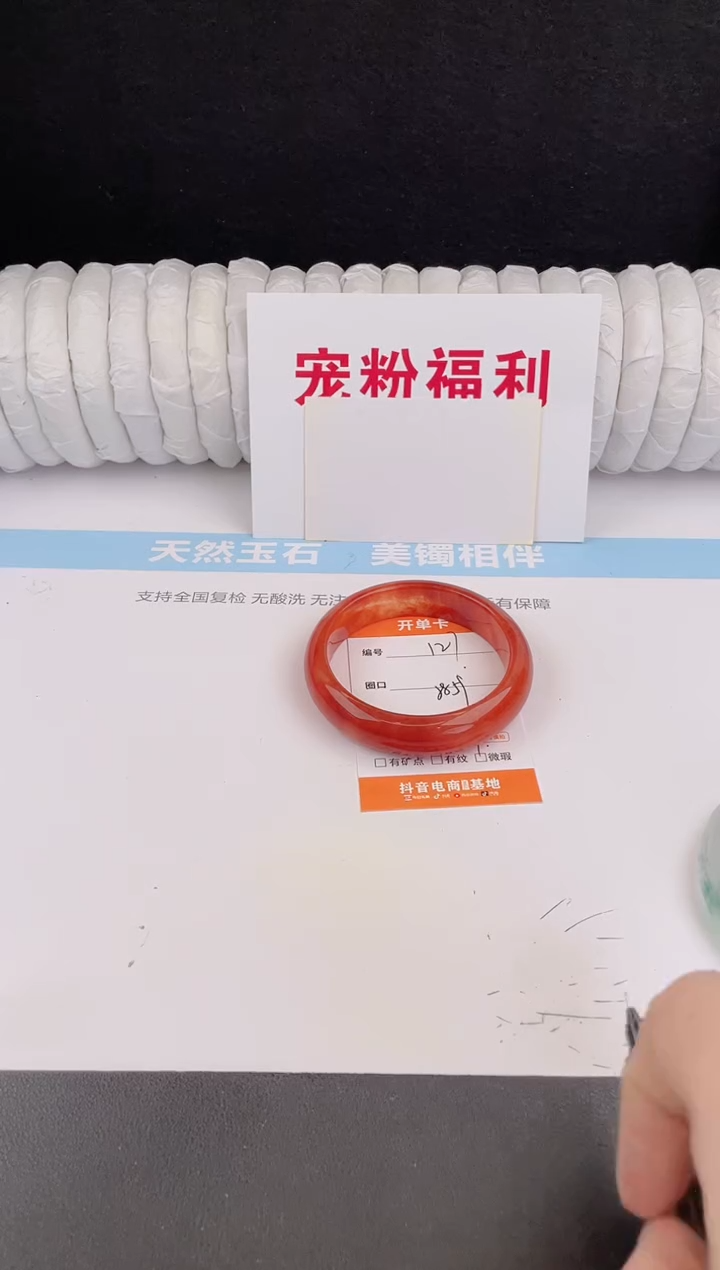 宠粉福利
天然玉石 美镯相伴
支持全国复检 无酸洗 无
有保障
开单卡
编号 127
圈口
有矿点 有纹 微瑕
抖音电商 基地